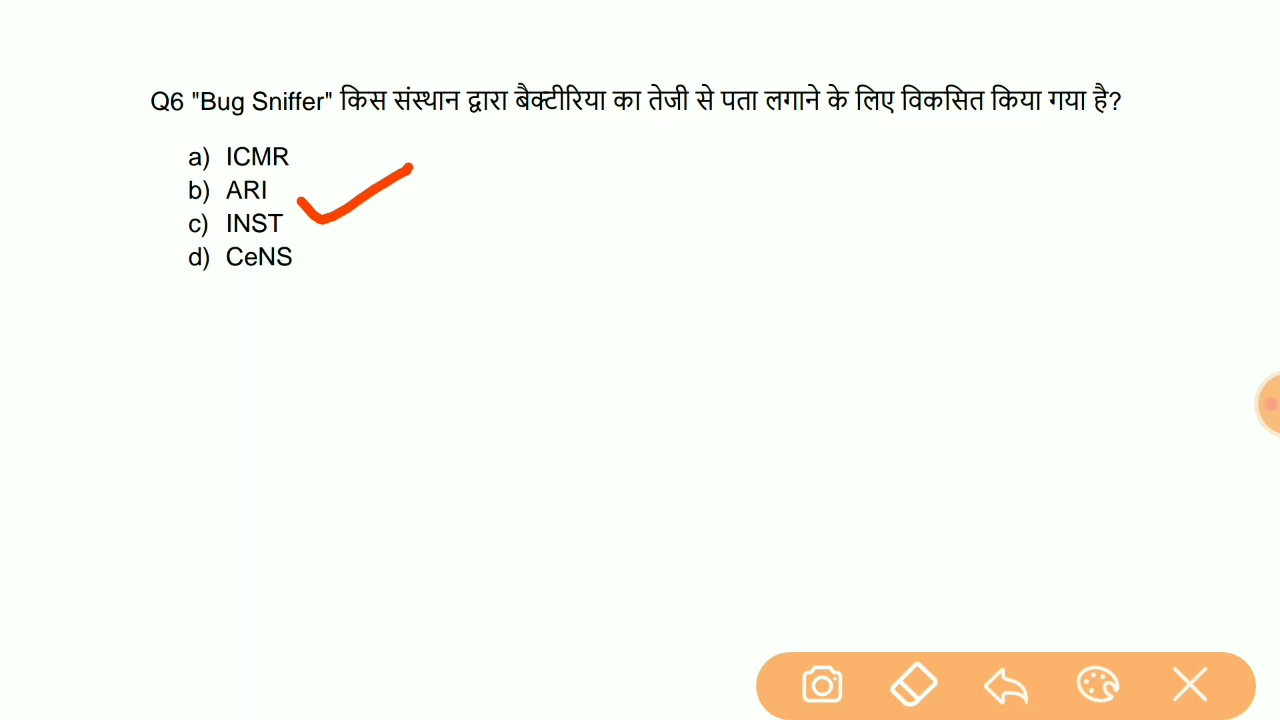 Q6 "Bug Sniffer" किस संस्थान द्वारा बैक्टीरिया का तेजी से पता लगाने के लिए विकसित किया गया है?
a) ICMR
b) ARI
c) INST
d) CeNS